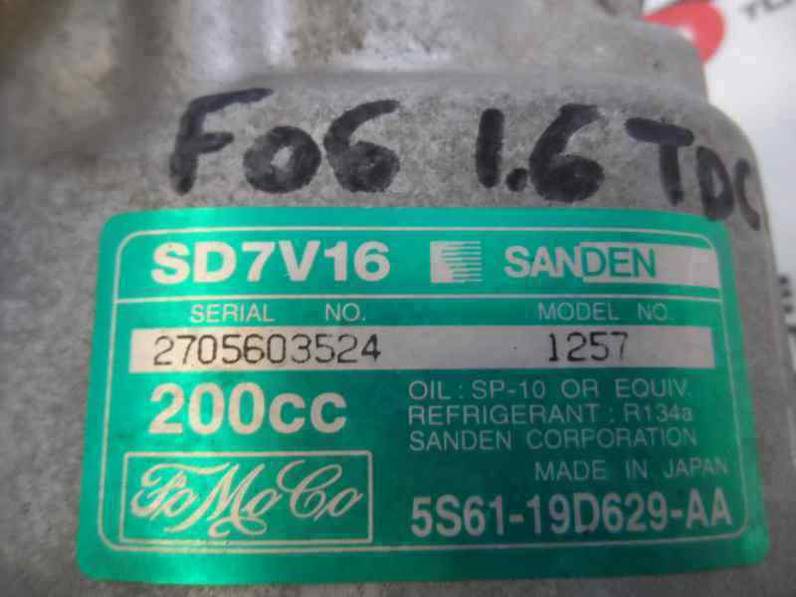 FOG 1.6 TDC
SD7V16 SANDEN
SERIAL NO. MODEL NO.
2705603524 1257
200cc
OIL : SP-10 OR EQUIV.
REFRIGERANT : R134a
SANDEN CORPORATION
MADE IN JAPAN
FoMoCo
5S61-19D629-AA